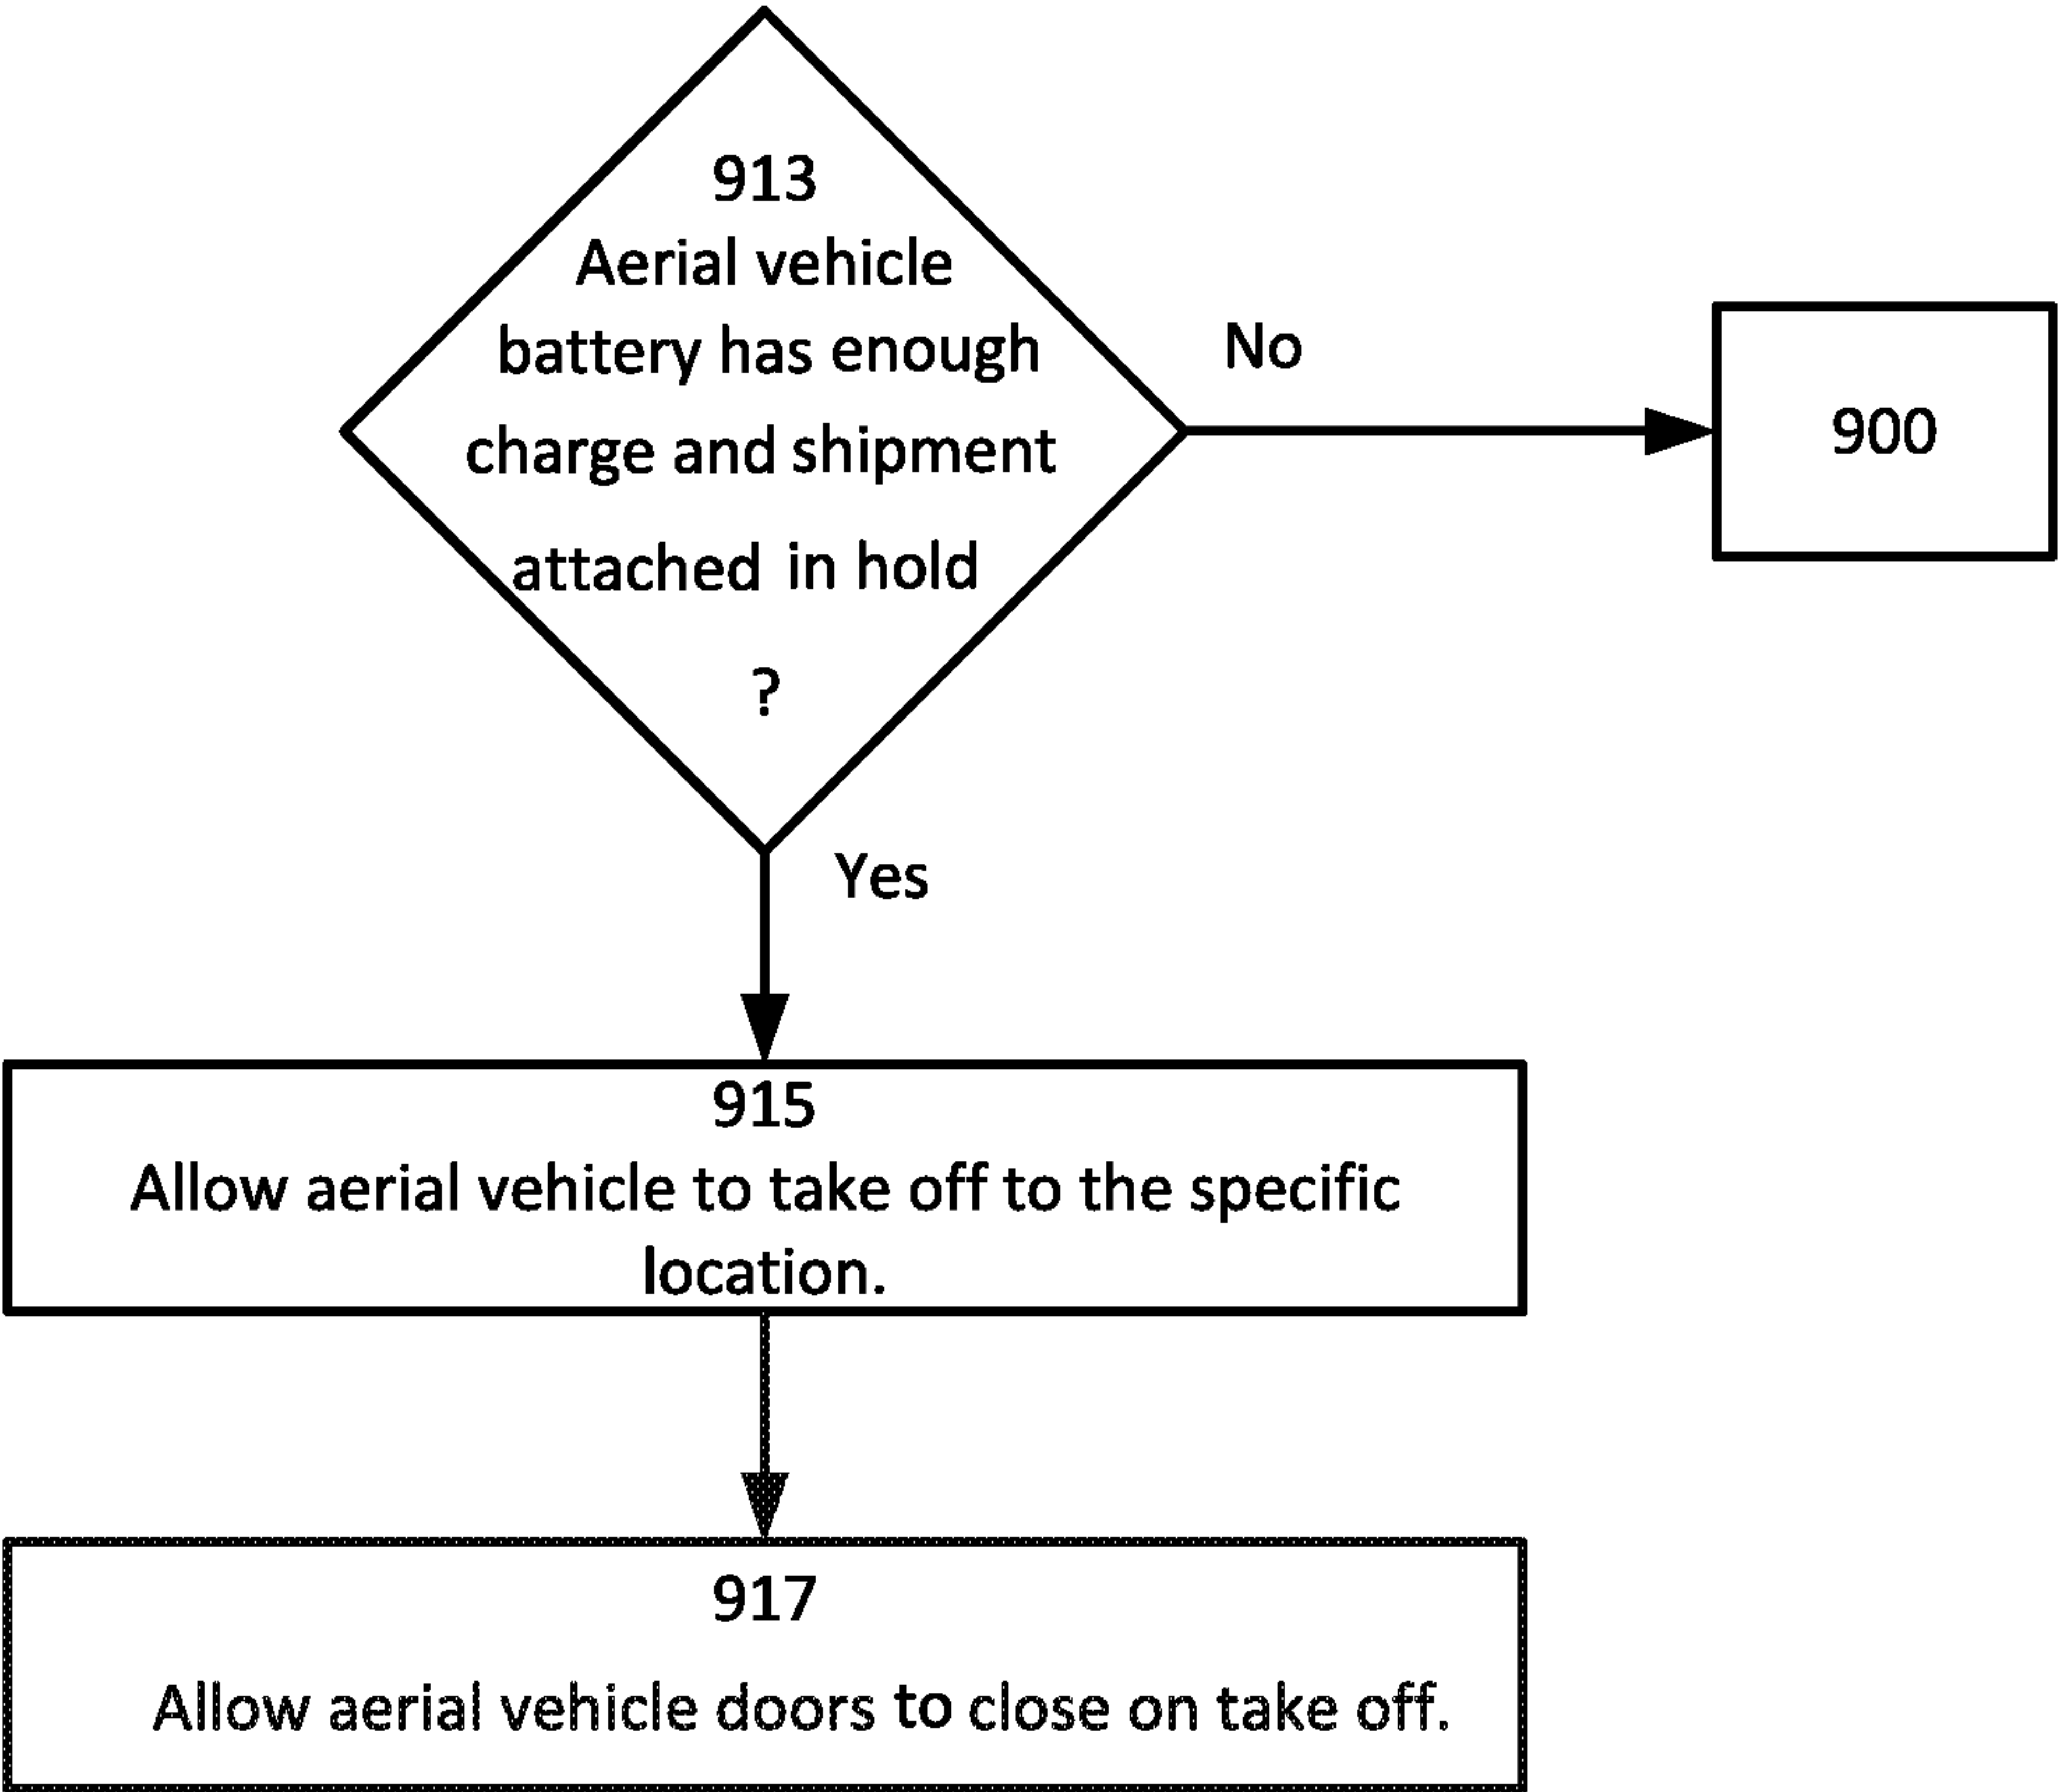 913
Aerial vehicle
battery has enough
charge and shipment
attached in hold
?
No
900
Yes
915
Allow aerial vehicle to take off to the specific
location.
917
Allow aerial vehicle doors to close on take off.